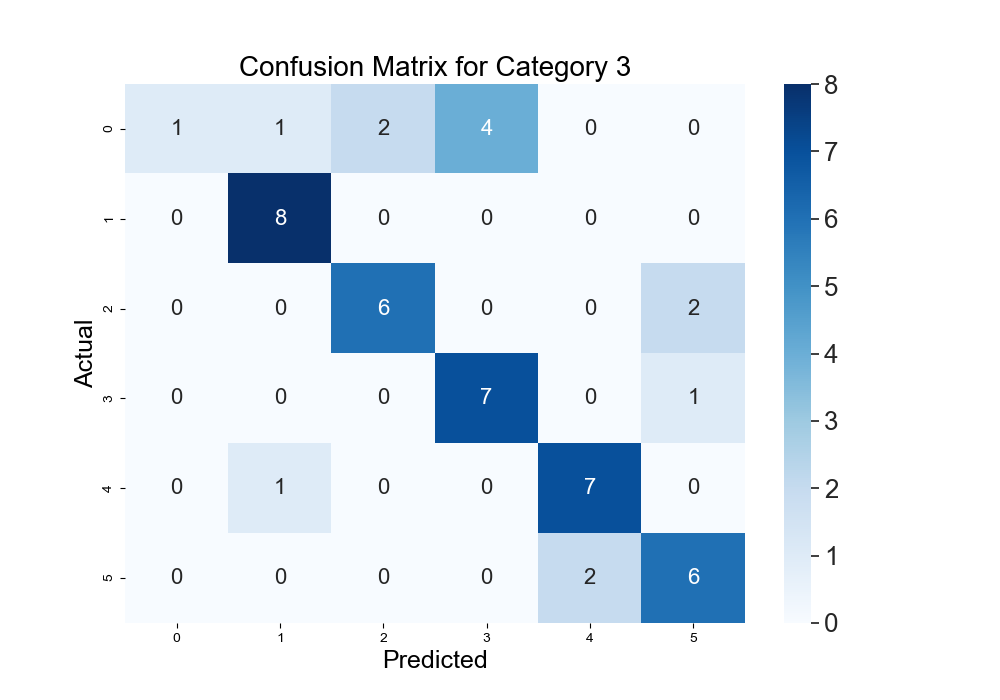 Confusion Matrix for Category 3
0 1 1 2 4 0 0
1 0 8 0 0 0 0
2 0 0 6 0 0 2
3 0 0 0 7 0 1
4 0 1 0 0 7 0
5 0 0 0 0 2 6
0 1 2 3 4 5
Actual
Predicted
8
7
6
5
4
3
2
1
0